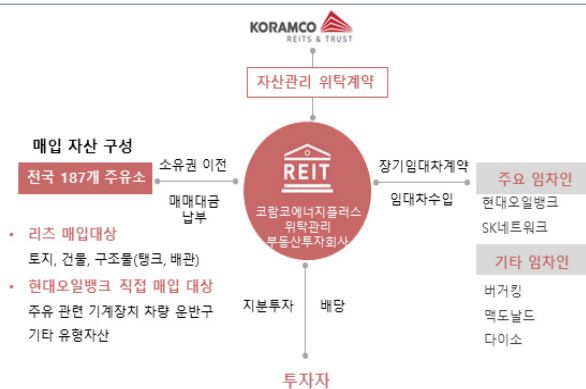 KORAMCO
REITS & TRUST
자산관리 위탁계약
매입 자산 구성
전국 187개 주유소
소유권 이전
매매대금
납부
• 리츠 매입대상
토지, 건물, 구조물(탱크, 배관)
• 현대오일뱅크 직접 매입 대상
주유 관련 기계장치 차량 운반구
기타 유형자산
REIT
코람코에너지플러스
위탁관리
부동산투자회사
장기임대차계약
임대차수입
주요 임차인
현대오일뱅크
SK네트워크
기타 임차인
버거킹
맥도날드
다이소
지분투자
배당
투자자